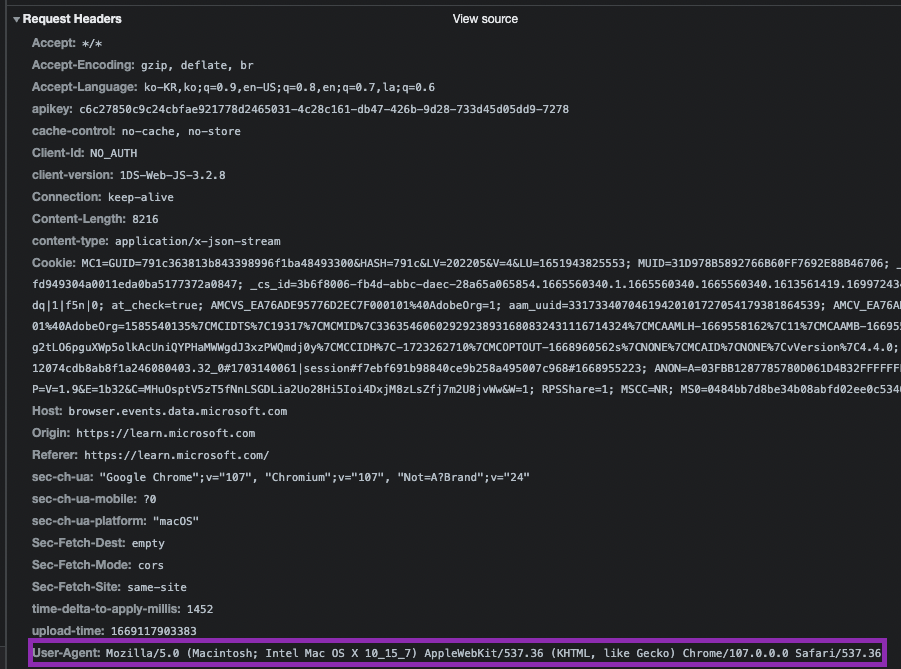 Request Headers View source
Accept: */*
Accept-Encoding: gzip, deflate, br
Accept-Language: ko-KR,ko;q=0.9,en-US;q=0.8,en;q=0.7,la;q=0.6
apikey: c6c27850c9c24cbfae921778d2465031-4c28c161-db47-426b-9d28-733d45d05dd9-7278
cache-control: no-cache, no-store
Client-Id: NO_AUTH
client-version: 1DS-Web-JS-3.2.8
Connection: keep-alive
Content-Length: 8216
content-type: application/x-json-stream
Cookie: MC1=GUID=791c363813b843398996f1ba48493300&HASH=791c&LV=202205&V=4&LU=1651943825553; MUID=31D978B5892766B60FF7692E88B46706; _
fd949304a0011eda0ba5177372a0847; _cs_id=3b6f8006-fb4d-abbc-daec-28a65a065854.1665560340.1.1665560340.1665560340.1613561419.169972434
dq|1|f5n|0; at_check=true; AMCVS_EA76ADE95776D2EC7F000101%40AdobeOrg=1; aam_uuid=33173340704619420101727054179381864539; AMCV_EA76A
01%40AdobeOrg=1585540135%7CMCIDTS%7C19317%7CMCMID%7C33635460602929238931680832431116714324%7CMCAAMLH-1669558162%7C11%7CMCAAMB-16695
g2tLO6pguXWp5olkAcUniQYPHaMWWgdJ3xzPWQmdj0y%7CMCCIDH%7C-1723262710%7CMCOPTOUT-1668960562s%7CNONE%7CMCAID%7CNONE%7CvVersion%7C4.4.0;
12074cdb8ab8f1a246080403.32_0#1703140061|session#f7ebf691b98840ce9b258a495007c968#1668955223; ANON=A=03FBB1287785780D061D4B32FFFFFF
P=V=1.9&E=1b32&C=MHuOsptV5zT5fNnLSGDLia2Uo28Hi5Ioi4DxjM8zLsZfj7m2U8jvWw&W=1; RPSShare=1; MSCC=NR; MS0=0484bb7d8be34b08abfd02ee0c5340
Host: browser.events.data.microsoft.com
Origin: https://learn.microsoft.com
Referer: https://learn.microsoft.com/
sec-ch-ua: "Google Chrome";v="107", "Chromium";v="107", "Not=A?Brand";v="24"
sec-ch-ua-mobile: ?0
sec-ch-ua-platform: "macOS"
Sec-Fetch-Dest: empty
Sec-Fetch-Mode: cors
Sec-Fetch-Site: same-site
time-delta-to-apply-millis: 1452
upload-time: 1669117903383
User-Agent: Mozilla/5.0 (Macintosh; Intel Mac OS X 10_15_7) AppleWebKit/537.36 (KHTML, like Gecko) Chrome/107.0.0.0 Safari/537.36